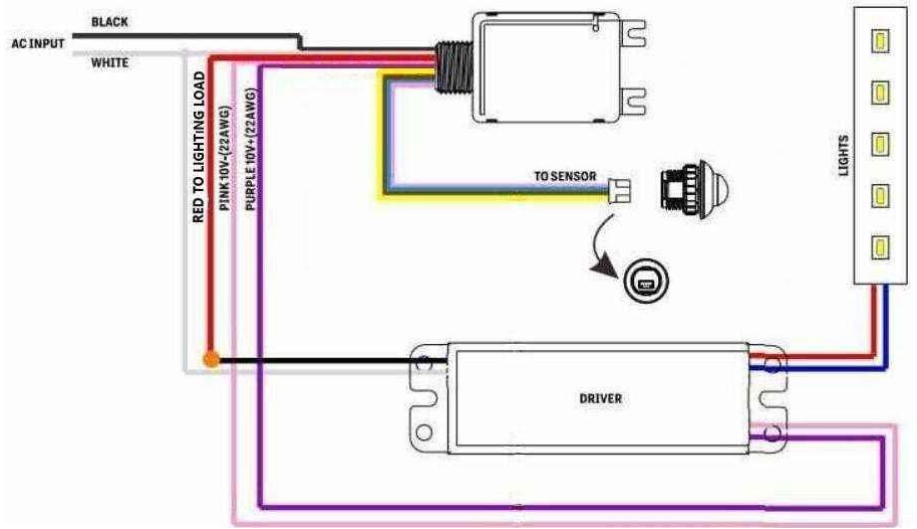 BLACK
AC INPUT
WHITE
RED TO LIGHTING LOAD
PINK 10V-(22AWG)
PURPLE 10V+(22AWG)
TO SENSOR
LIGHTS
DRIVER